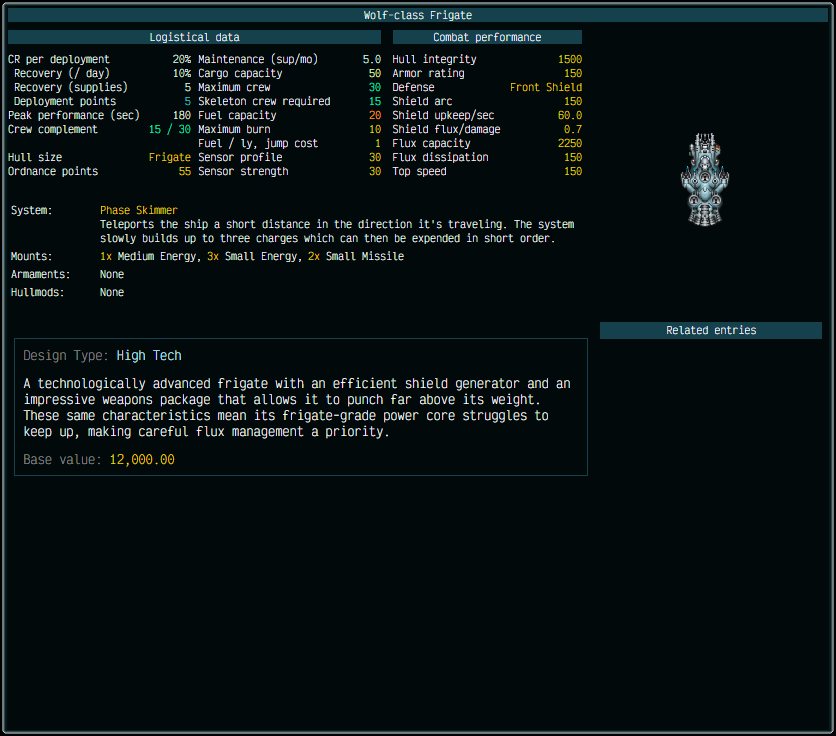 Wolf-class Frigate
Logistical data
Combat performance
CR per deployment 20% Maintenance (sup/mo) 5.0 Hull integrity 1500
Recovery (/ day) 10% Cargo capacity 50 Armor rating 150
Recovery (supplies) 5 Maximum crew 30 Defense Front Shield
Deployment points 5 Skeleton crew required 15 Shield arc 150
Peak performance (sec) 180 Fuel capacity 20 Shield upkeep/sec 60.0
Crew complement 15 / 30 Maximum burn 10 Shield flux/damage 0.7
Fuel / ly, jump cost 1 Flux capacity 2250
Hull size Frigate Sensor profile 30 Flux dissipation 150
Ordnance points 55 Sensor strength 30 Top speed 150
System: Phase Skimmer
Teleports the ship a short distance in the direction it's traveling. The system
slowly builds up to three charges which can then be expended in short order.
Mounts: 1x Medium Energy, 3x Small Energy, 2x Small Missile
Armaments: None
Hullmods: None
Related entries
Design Type: High Tech
A technologically advanced frigate with an efficient shield generator and an
impressive weapons package that allows it to punch far above its weight.
These same characteristics mean its frigate-grade power core struggles to
keep up, making careful flux management a priority.
Base value: 12,000.00